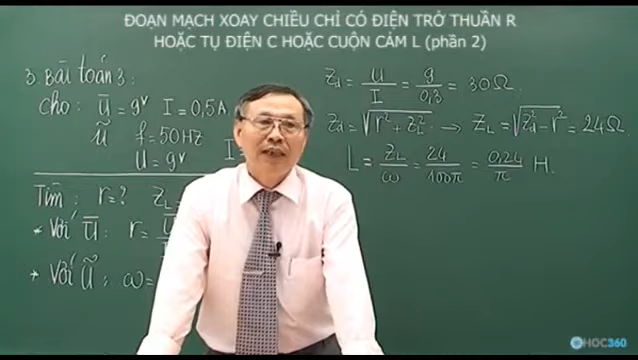 ĐOẠN MẠCH XOAY CHIỀU CHỈ CÓ ĐIỆN TRỞ THUẦN R
HOẶC TỤ ĐIỆN C HOẶC CUỘN CẢM L (phần 2)
3. Bài toán 3:
Cho: U̅ = 9v I = 0,5A
Ũ f = 50Hz
U = 9v I
Tìm: r = ? Z_L =
* Với U̅: r = U
* Với Ũ: ω =
Z_d = U/I = 9/0,3 = 30Ω.
Z_d = √(r² + Z_L²) → Z_L = √(Z_d² - r²) = 24Ω.
L = Z_L/ω = 24/100π = 0,24/π H.
HOC360